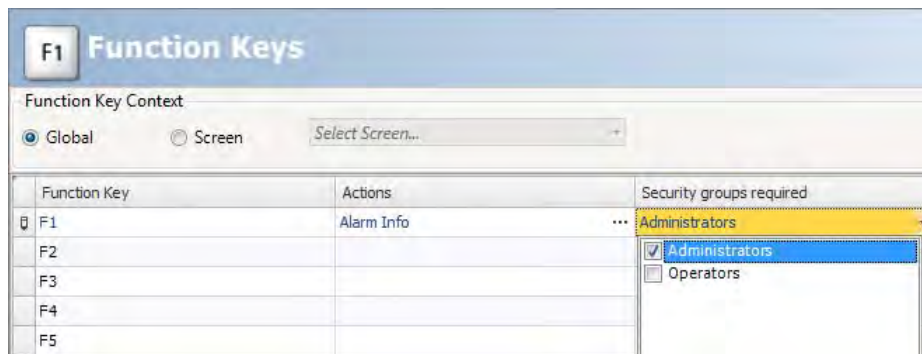 F1 Function Keys
Function Key Context
Global Screen Select Screen...
Function Key Actions Security groups required
F1 Alarm Info ... Administrators
F2 Administrators
F3 Operators
F4
F5